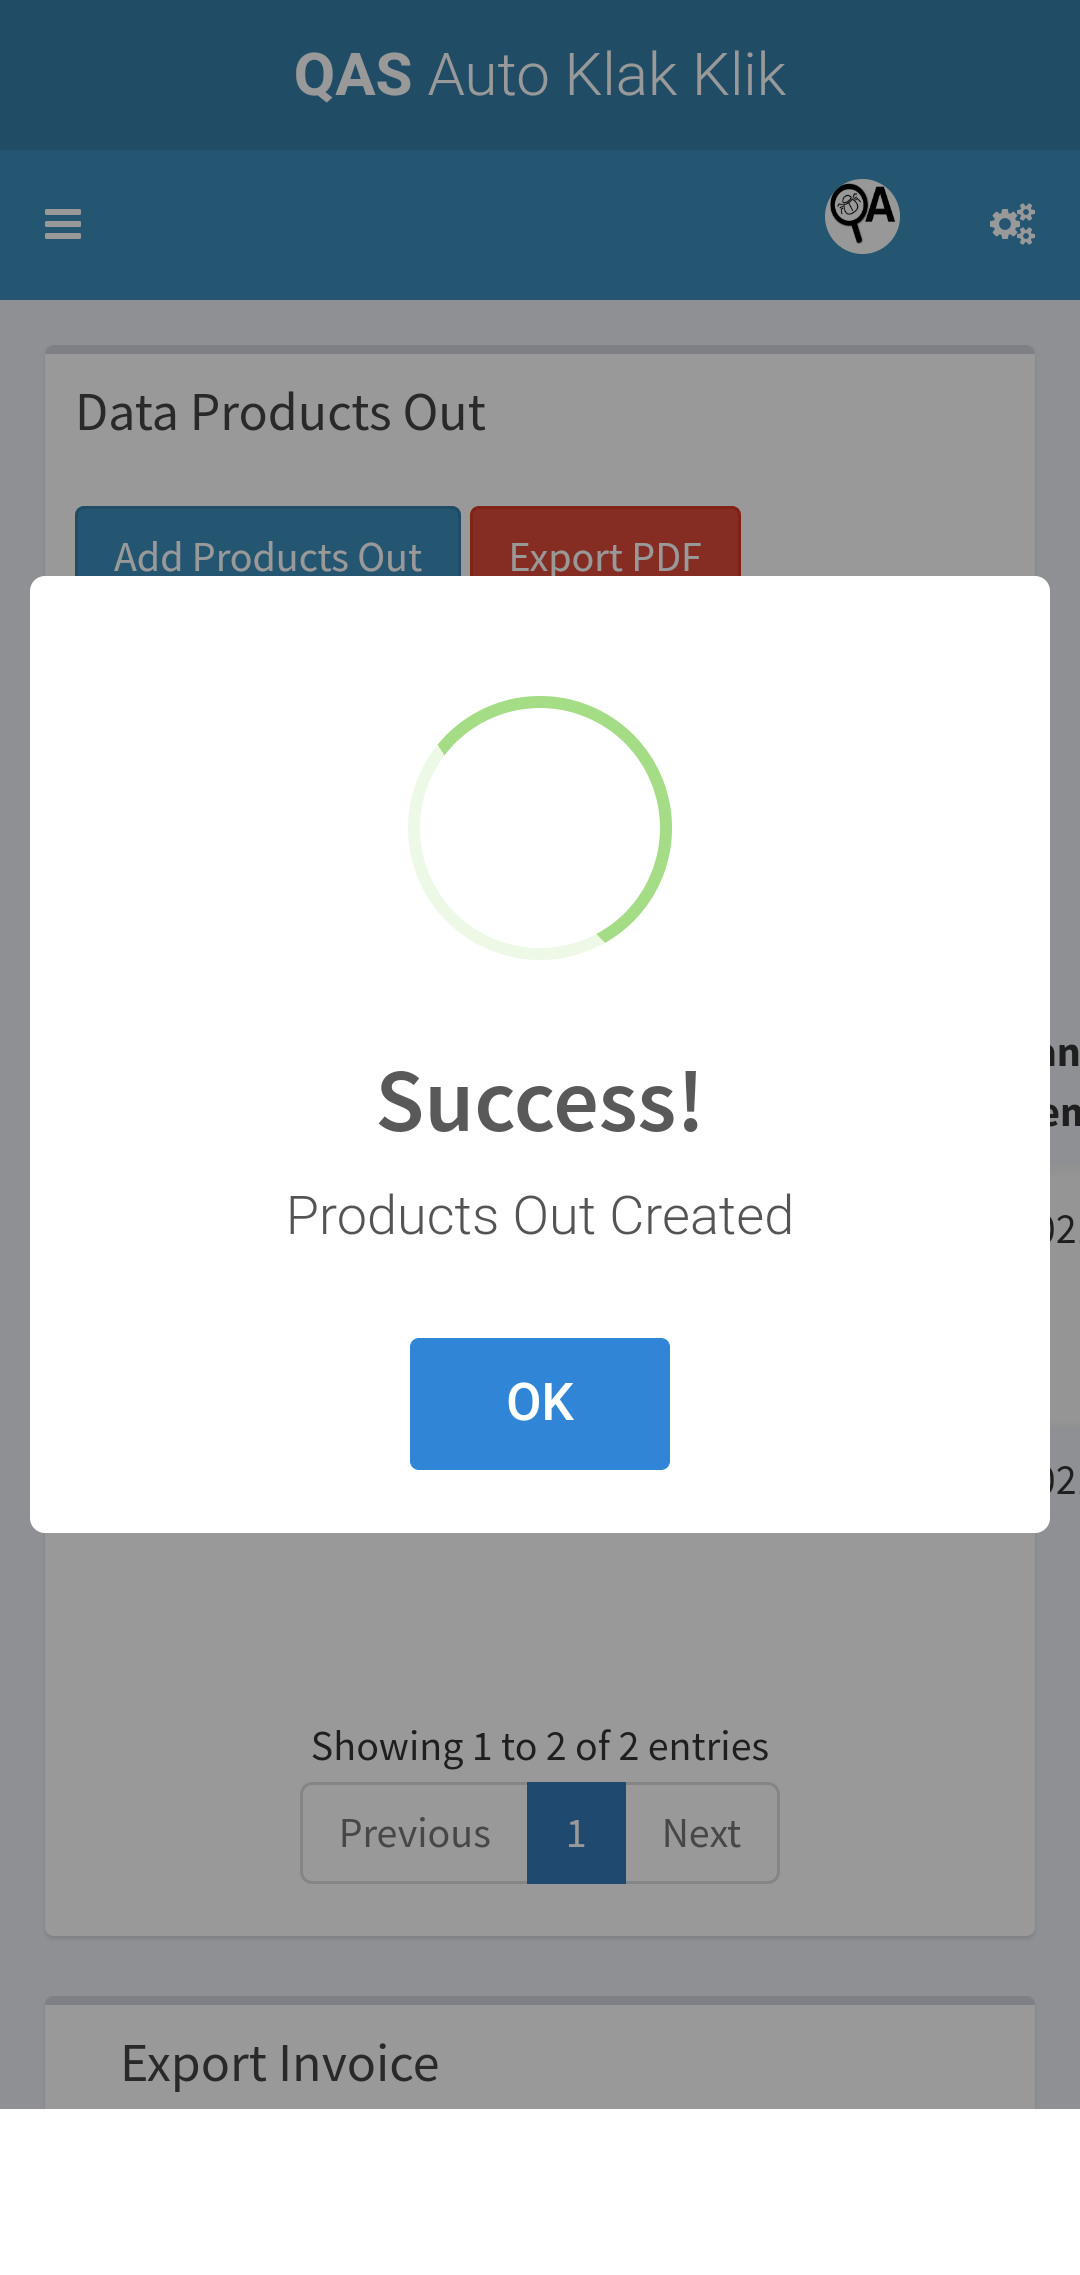 QAS Auto Klak Klik
QA
Data Products Out
Add Products Out
Export PDF
Success!
Products Out Created
OK
Showing 1 to 2 of 2 entries
Previous
1
Next
Export Invoice